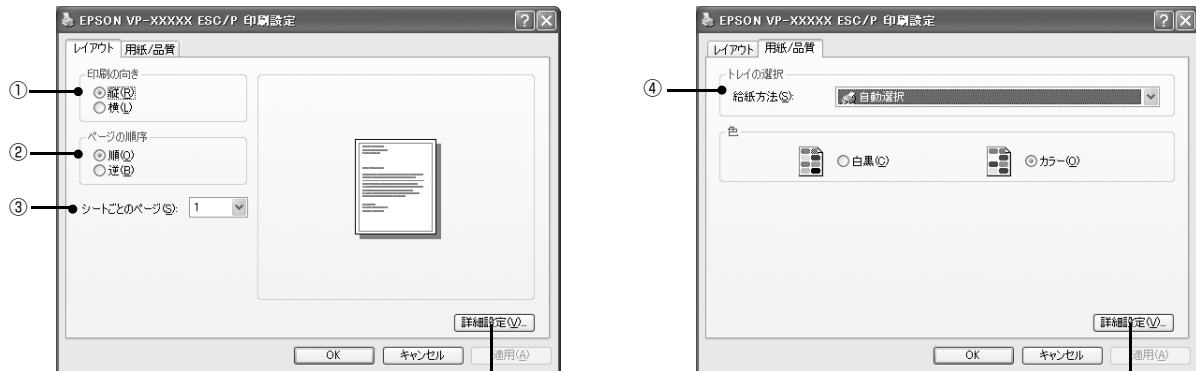 EPSON VP-XXXXX ESC/P 印刷設定
レイアウト 用紙/品質
印刷の向き
① 縦(R)
横(L)
ページの順序
② 順(O)
逆(B)
③ シートごとのページ(S): 1
詳細設定(V)...
OK キャンセル 適用(A)
EPSON VP-XXXXX ESC/P 印刷設定
レイアウト 用紙/品質
トレイの選択
④ 給紙方法(S): 自動選択
色
白黒(C) カラー(O)
詳細設定(V)...
OK キャンセル 適用(A)